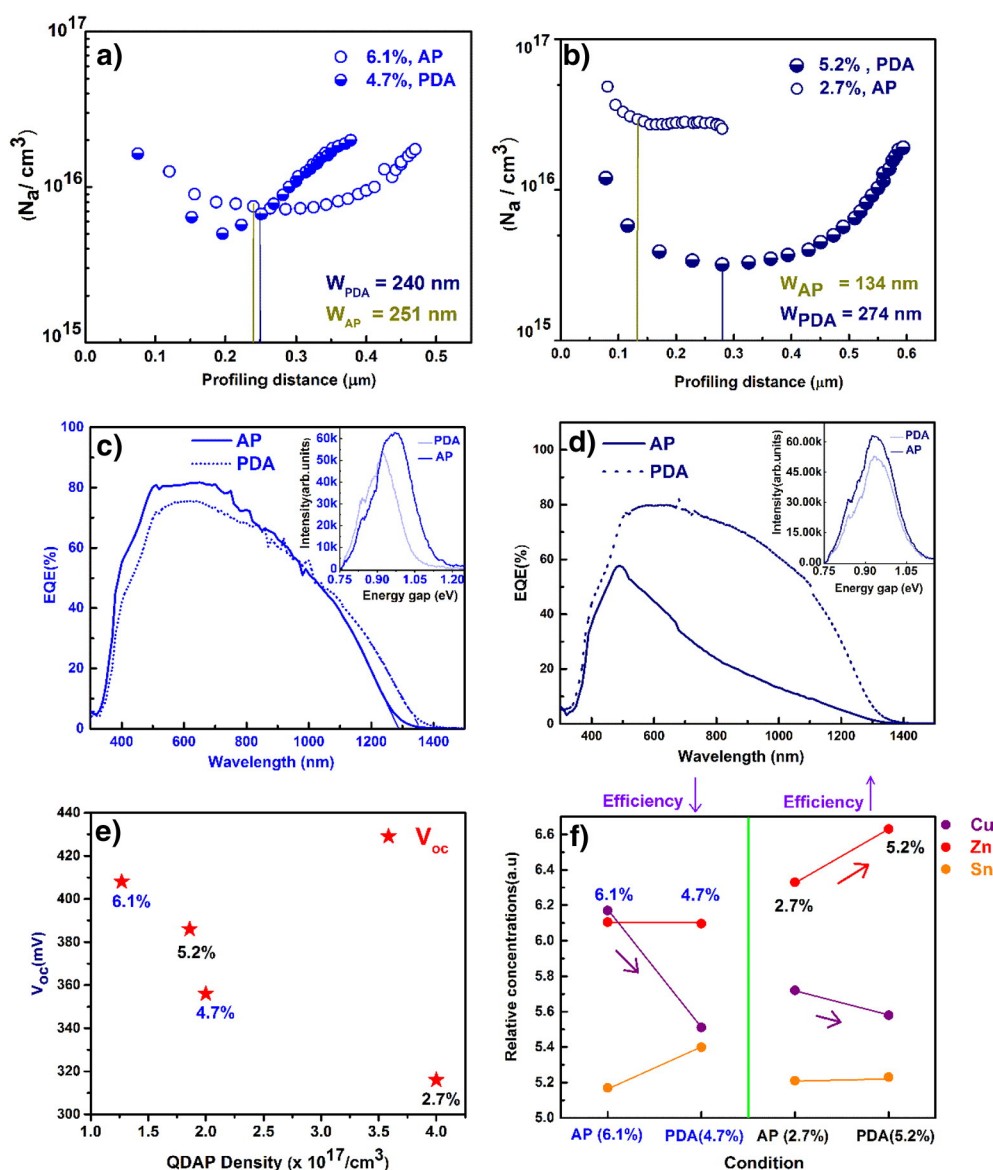 a)
6.1%, AP
4.7%, PDA
10^17
10^16
10^15
(Na/ cm^3)
W_PDA = 240 nm
W_AP = 251 nm
0.0 0.1 0.2 0.3 0.4 0.5
Profiling distance (μm)
b)
5.2% , PDA
2.7%, AP
10^17
10^16
10^15
(Na / cm^3)
W_AP = 134 nm
W_PDA = 274 nm
0.0 0.1 0.2 0.3 0.4 0.5 0.6
Profiling distance (μm)
c)
AP
PDA
100
80
60
40
20
0
EQE(%)
400 600 800 1000 1200 1400
Wavelength (nm)
PDA
AP
60k
50k
40k
30k
20k
10k
0
Intensity(arb.units)
0.75 0.90 1.05 1.20
Energy gap (eV)
d)
AP
PDA
100
80
60
40
20
0
EQE(%)
400 600 800 1000 1200 1400
Wavelength (nm)
PDA
AP
60.00k
45.00k
30.00k
15.00k
0.00
Intensity(arb.units)
0.75 0.90 1.05
Energy gap (eV)
e)
V_oc
440
420
400
380
360
340
320
300
V_oc(mV)
6.1%
5.2%
4.7%
2.7%
1.0 1.5 2.0 2.5 3.0 3.5 4.0
QDAP Density (x 10^17/cm^3)
Efficiency
Efficiency
f)
Cu
Zn
Sn
6.6
6.4
6.2
6.0
5.8
5.6
5.4
5.2
5.0
Relative concentrations(a.u)
6.1%
4.7%
2.7%
5.2%
AP (6.1%) PDA(4.7%) AP (2.7%) PDA(5.2%)
Condition